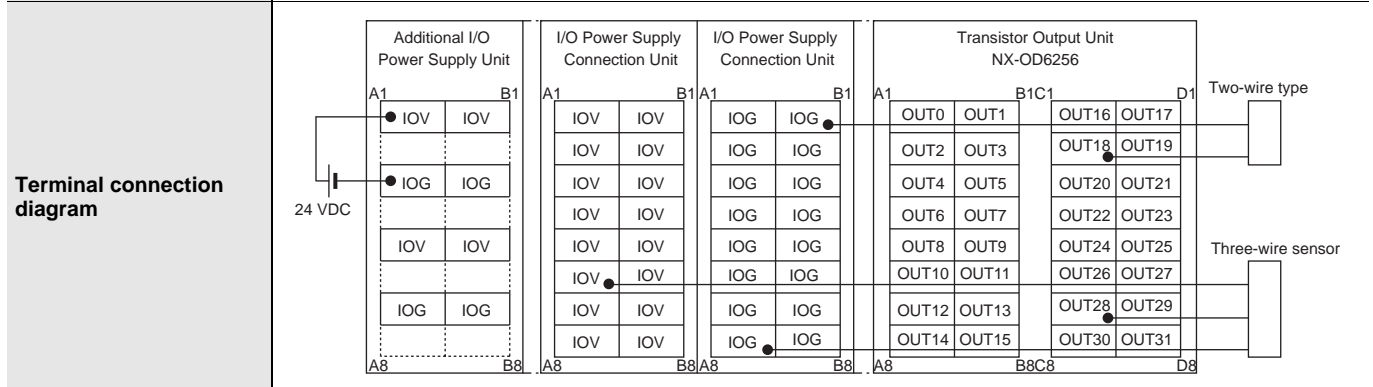 Terminal connection
diagram
24 VDC
Additional I/O
Power Supply Unit
A1 B1
IOV IOV
IOG IOG
IOV IOV
IOG IOG
A8 B8
I/O Power Supply
Connection Unit
A1 B1
IOV IOV
IOV IOV
IOV IOV
IOV IOV
IOV IOV
IOV IOV
IOV IOV
IOV IOV
B8
I/O Power Supply
Connection Unit
A1 B1
IOG IOG
IOG IOG
IOG IOG
IOG IOG
IOG IOG
IOG IOG
IOG IOG
IOG IOG
A8 B8
Transistor Output Unit
NX-OD6256
A1 B1 C1 D1
OUT0 OUT1 OUT16 OUT17
OUT2 OUT3 OUT18 OUT19
OUT4 OUT5 OUT20 OUT21
OUT6 OUT7 OUT22 OUT23
OUT8 OUT9 OUT24 OUT25
OUT10 OUT11 OUT26 OUT27
OUT12 OUT13 OUT28 OUT29
OUT14 OUT15 OUT30 OUT31
A8 B8 C8 D8
Two-wire type
Three-wire sensor